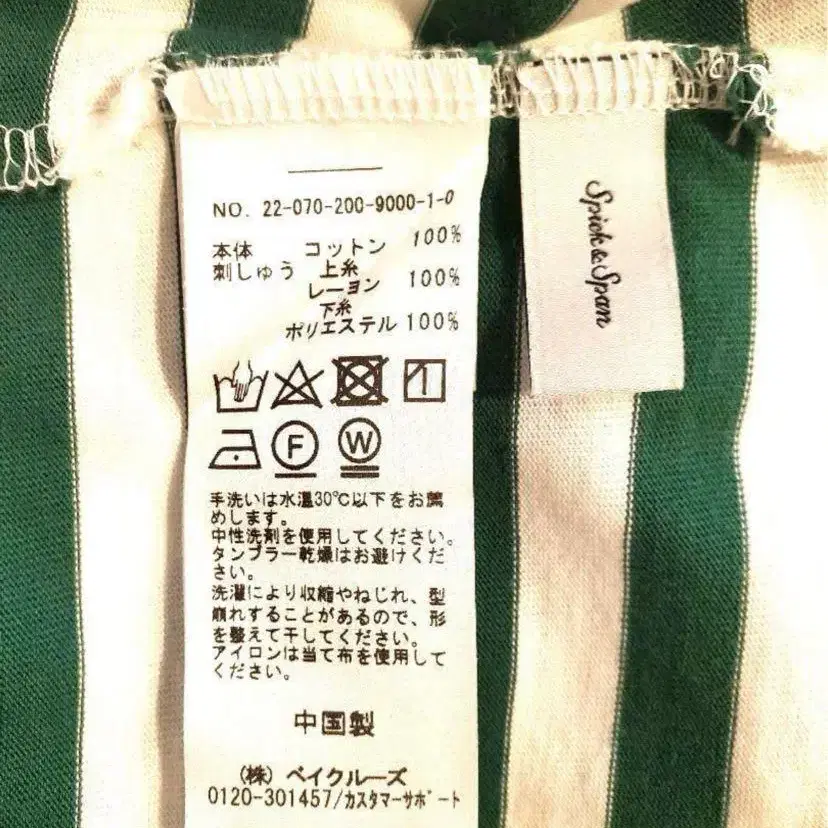 NO. 22-070-200-9000-1-0
本体 コットン 100%
刺しゅう 上糸
レーヨン 100%
下糸
ポリエステル 100%
F W
手洗いは水温30℃以下をお薦
めします。
中性洗剤を使用してください。
タンブラー乾燥はお避けくだ
さい。
洗濯により収縮やねじれ、型
崩れすることがあるので、形
を整えて干してください。
アイロンは当て布を使用して
ください。
中国製
(株) ベイクルーズ
0120-301457/カスタマーサポート
Spick & Span